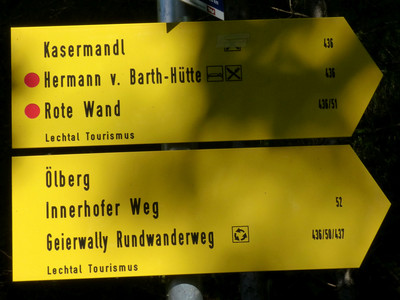 Kasermandl 436
Hermann v. Barth-Hütte 436
Rote Wand 436/51
Lechtal Tourismus
Ölberg
Innerhofer Weg 52
Geierwally Rundwanderweg 436/58/437
Lechtal Tourismus